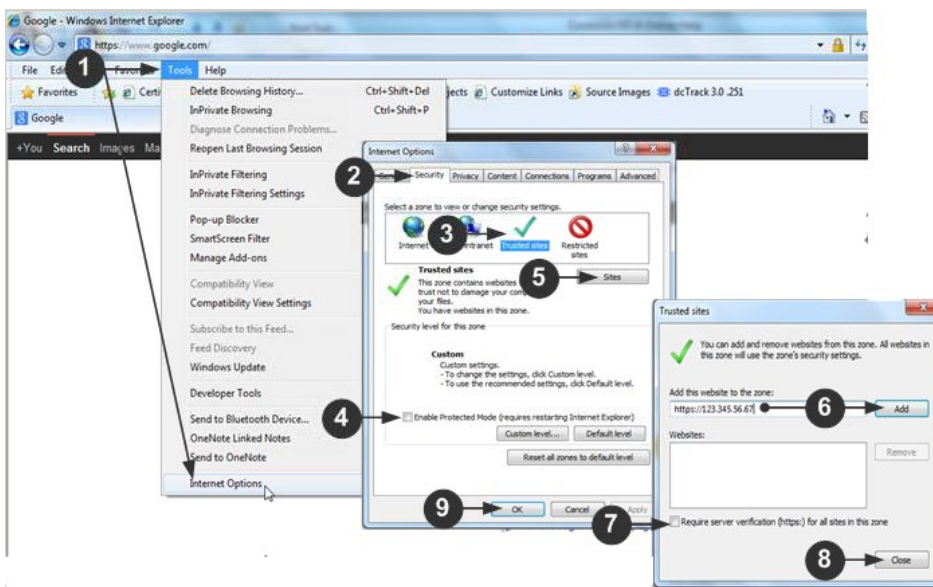 Google - Windows Internet Explorer
https://www.google.com/
File Favorites Tools Help
Favorites Customize Links Source Images dcTrack 3.0 .251
Google
+You Search Images
1
Delete Browsing History... Ctrl+Shift+Del
InPrivate Browsing Ctrl+Shift+P
Diagnose Connection Problems...
Reopen Last Browsing Session
InPrivate Filtering
InPrivate Filtering Settings
Pop-up Blocker
SmartScreen Filter
Manage Add-ons
Compatibility View
Compatibility View Settings
Subscribe to this Feed...
Feed Discovery
Windows Update
Developer Tools
Send to Bluetooth Device...
OneNote Linked Notes
Send to OneNote
Internet Options
Internet Options
2
Security Privacy Content Connections Programs Advanced
Select a zone to view or change security settings.
3
Internet Trusted sites Restricted
sites
Trusted sites
5
Sites
This zone contains websites
trust not to damage your
your files.
You have websites in this zone.
Security level for this zone
Custom
Custom settings.
- To change the settings, click Custom level.
- To use the recommended settings, click Default level.
4
Enable Protected Mode (requires restarting Internet Explorer)
Custom level... Default level
Reset all zones to default level
9
OK Cancel Apply
Trusted sites
You can add and remove websites from this zone. All websites in
this zone will use the zone's security settings.
Add this website to the zone:
https://123.345.56.67
6
Add
Websites:
Remove
7
Require server verification (https:) for all sites in this zone
8
Close